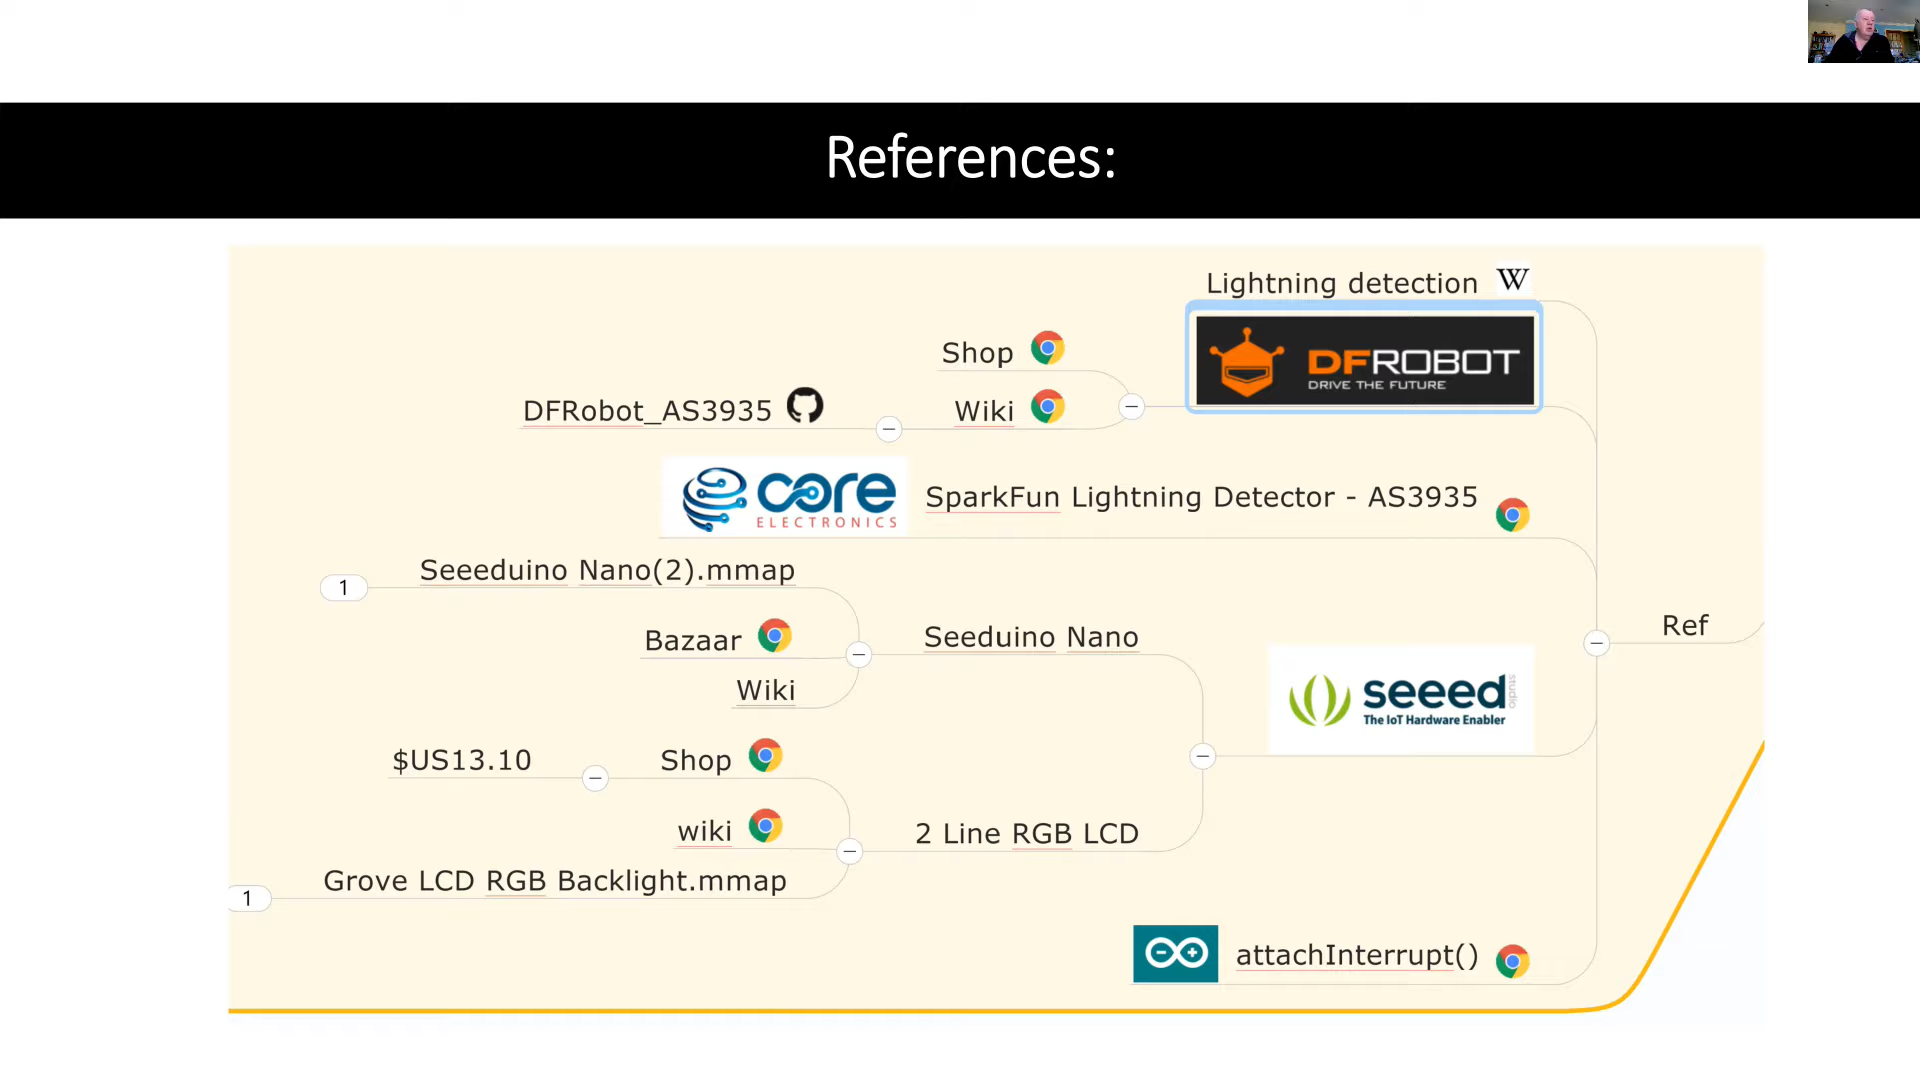 References:
Lightning detection W
DFROBOT
DRIVE THE FUTURE
Shop
Wiki
DFRobot_AS3935
core
ELECTRONICS
SparkFun Lightning Detector - AS3935
Seeeduino Nano(2).mmap
1
Bazaar
Wiki
Seeduino Nano
Ref
seeed studio
The IoT Hardware Enabler
$US13.10
Shop
wiki
2 Line RGB LCD
Grove LCD RGB Backlight.mmap
1
attachInterrupt()